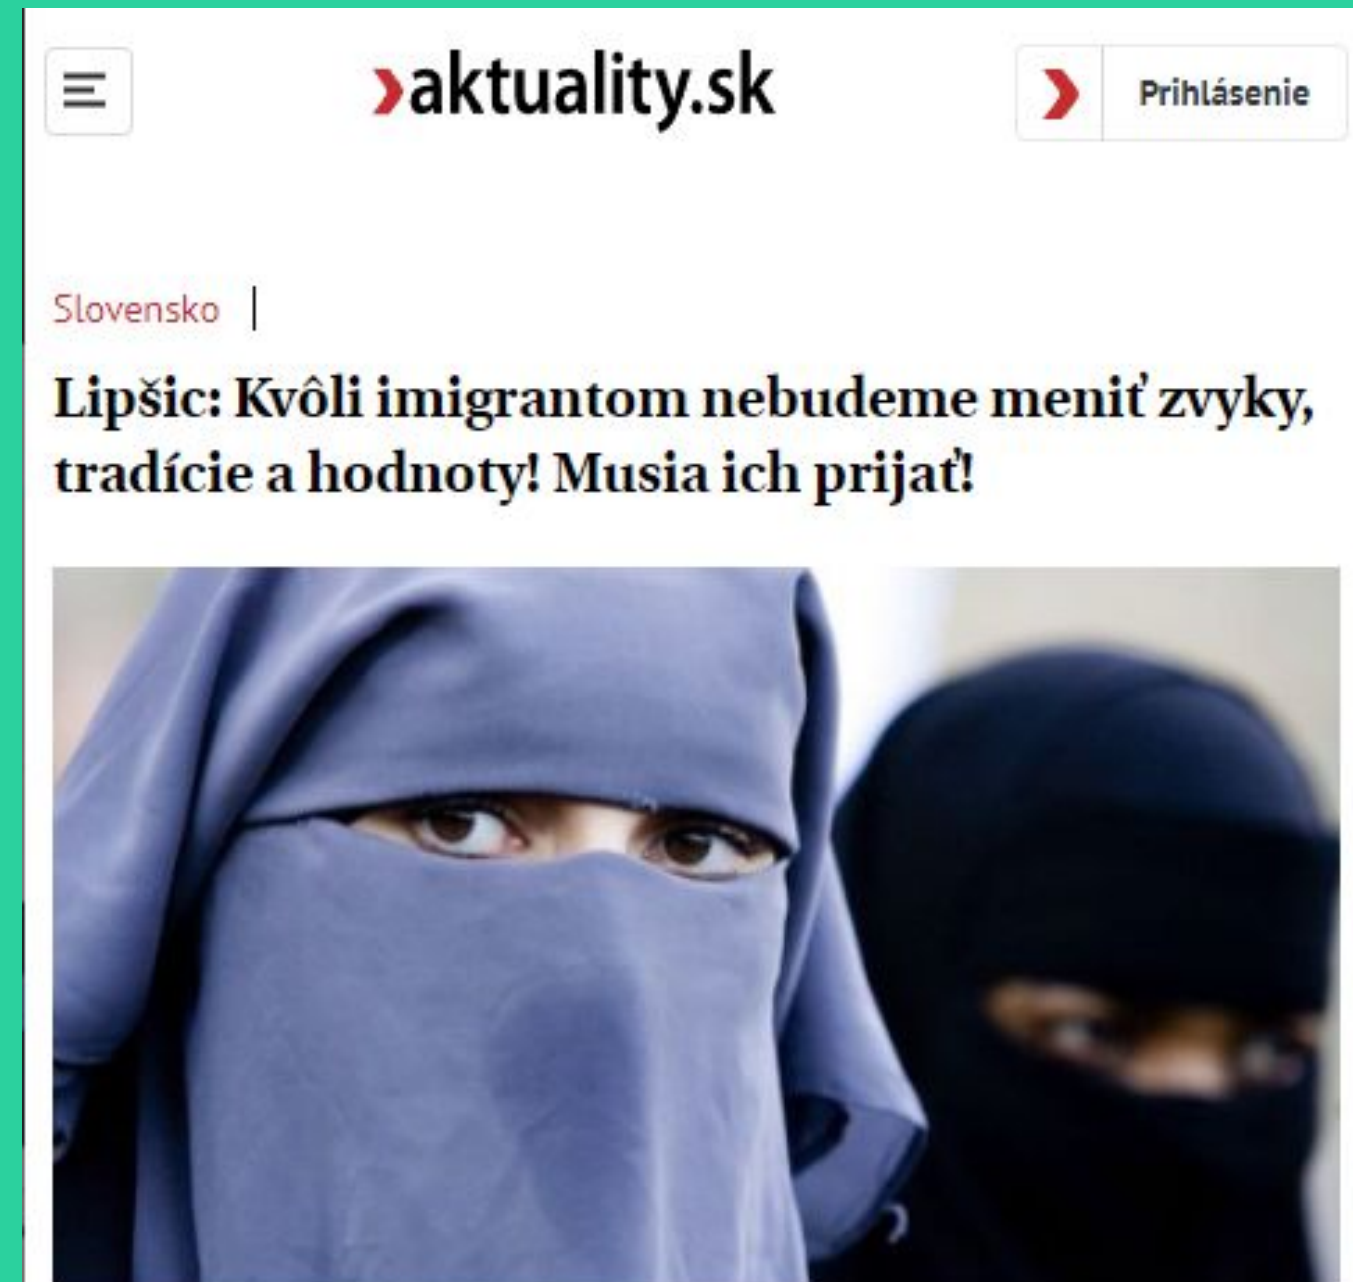 aktuality.sk
Prihlásenie
Slovensko
Lipšic: Kvôli imigrantom nebudeme meniť zvyky,
tradície a hodnoty! Musia ich prijať!